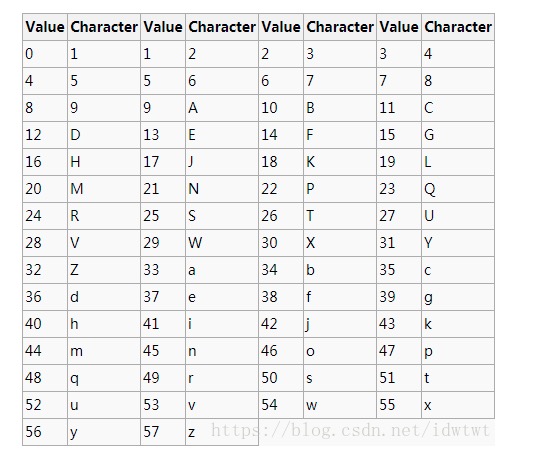 Value Character Value Character Value Character Value Character
0 1 1 2 2 3 3 4
4 5 5 6 6 7 7 8
8 9 9 A 10 B 11 C
12 D 13 E 14 F 15 G
16 H 17 J 18 K 19 L
20 M 21 N 22 P 23 Q
24 R 25 S 26 T 27 U
28 V 29 W 30 X 31 Y
32 Z 33 a 34 b 35 c
36 d 37 e 38 f 39 g
40 h 41 i 42 j 43 k
44 m 45 n 46 o 47 p
48 q 49 r 50 s 51 t
52 u 53 v 54 w 55 x
56 y 57 z
https://blog.csdn.net/idwtwt